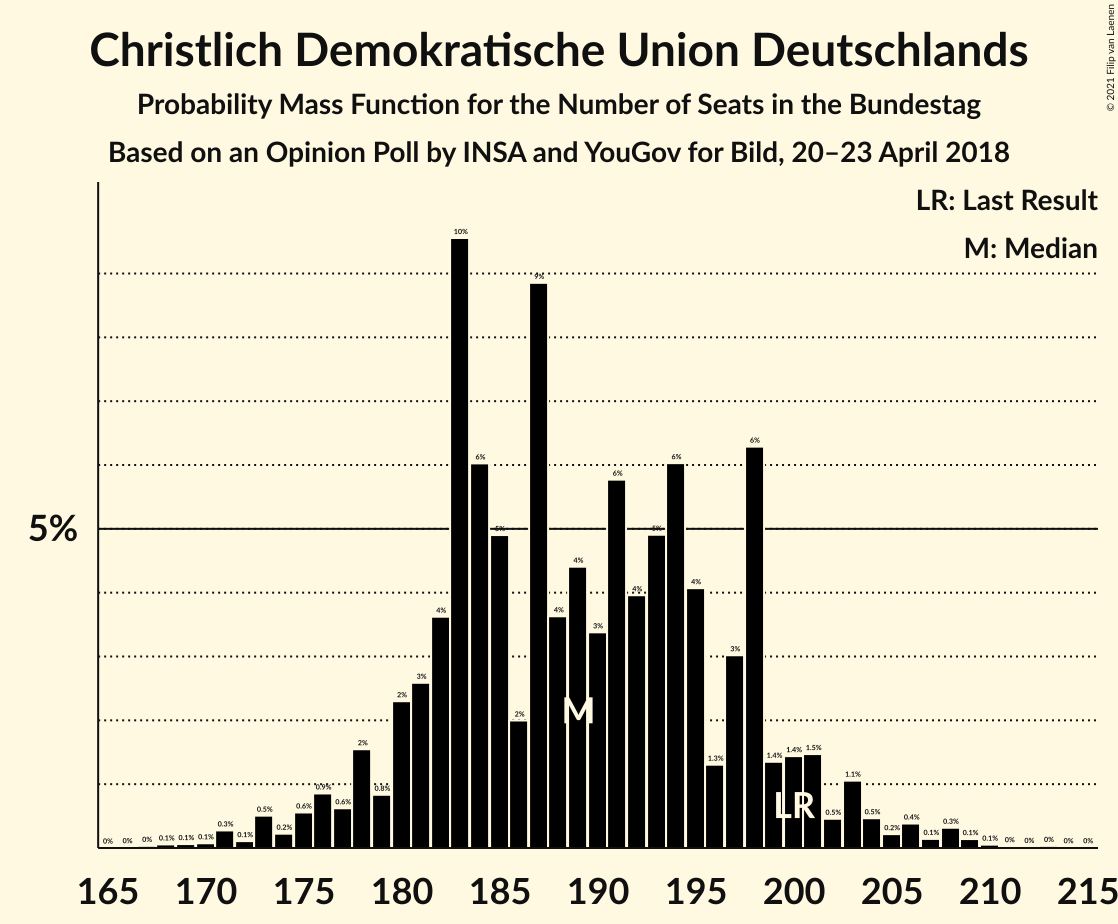 Christlich Demokratische Union Deutschlands
Probability Mass Function for the Number of Seats in the Bundestag
Based on an Opinion Poll by INSA and YouGov for Bild, 20–23 April 2018
© 2021 Filip van Laenen
LR: Last Result
M: Median
5%
0% 0% 0% 0.1% 0.1% 0.1% 0.3% 0.1% 0.5% 0.2% 0.6% 0.9% 0.6% 2% 0.8% 2% 3% 4% 10% 6% 5% 2% 9% 4% 4% 3% 6% 4% 5% 6% 4% 1.3% 3% 6% 1.4% 1.4% 1.5% 0.5% 1.1% 0.5% 0.2% 0.4% 0.1% 0.3% 0.1% 0.1% 0% 0% 0% 0% 0%
M
LR
165 170 175 180 185 190 195 200 205 210 215